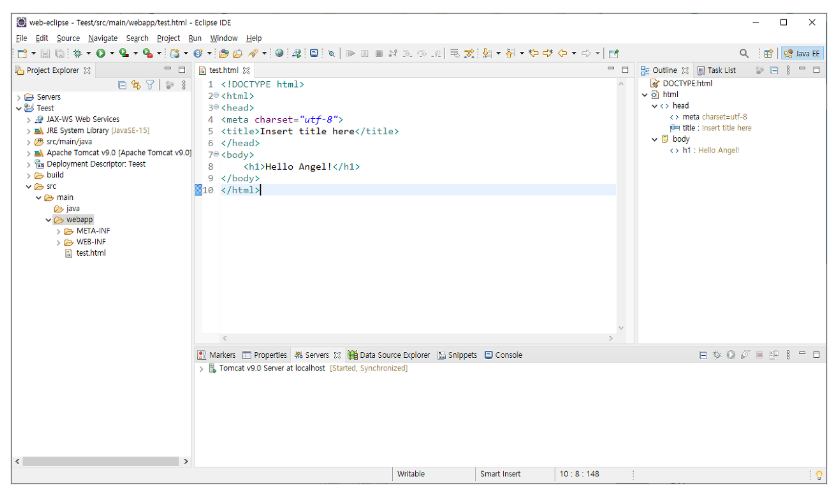 web-eclipse - Teest/src/main/webapp/test.html - Eclipse IDE
File Edit Source Navigate Search Project Run Window Help
Java EE
Project Explorer
Servers
Teest
JAX-WS Web Services
JRE System Library [JavaSE-15]
src/main/java
Apache Tomcat v9.0 [Apache Tomcat v9.0]
Deployment Descriptor: Teest
build
src
main
java
webapp
META-INF
WEB-INF
test.html
test.html
1 <!DOCTYPE html>
2 <html>
3 <head>
4 <meta charset="utf-8">
5 <title>Insert title here</title>
6 </head>
7 <body>
8 <h1>Hello Angel!</h1>
9 </body>
10 </html>
Outline Task List
DOCTYPE:html
html
head
meta charset=utf-8
title : Insert title here
body
h1 : Hello Angel!
Markers Properties Servers Data Source Explorer Snippets Console
Tomcat v9.0 Server at localhost [Started, Synchronized]
Writable Smart Insert 10 : 8 : 148